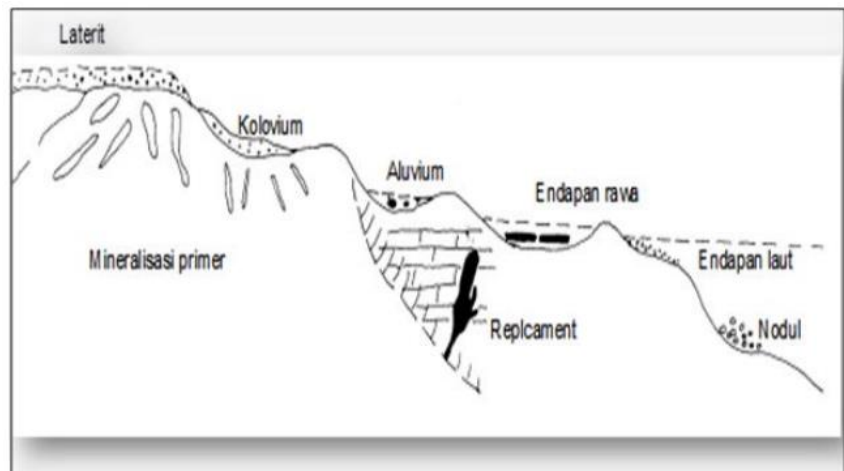 Laterit
Kolovium
Aluvium
Endapan rawa
Mineralisasi primer
Endapan laut
Replcament
Nodul